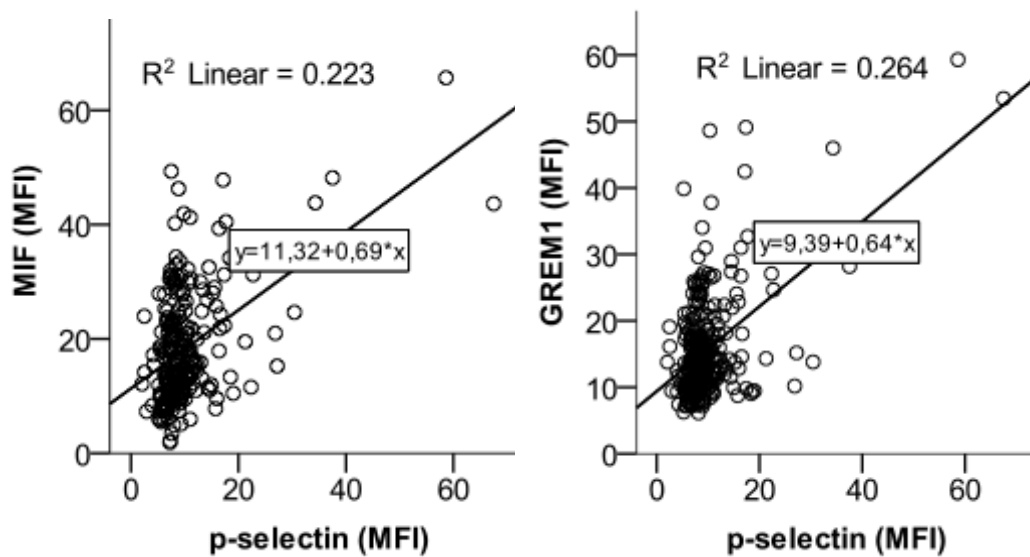 R² Linear = 0.223
MIF (MFI)
60
40
20
0
y=11,32+0,69*x
0 20 40 60
p-selectin (MFI)
R² Linear = 0.264
GREM1 (MFI)
60
50
40
30
20
10
0
y=9,39+0,64*x
0 20 40 60
p-selectin (MFI)